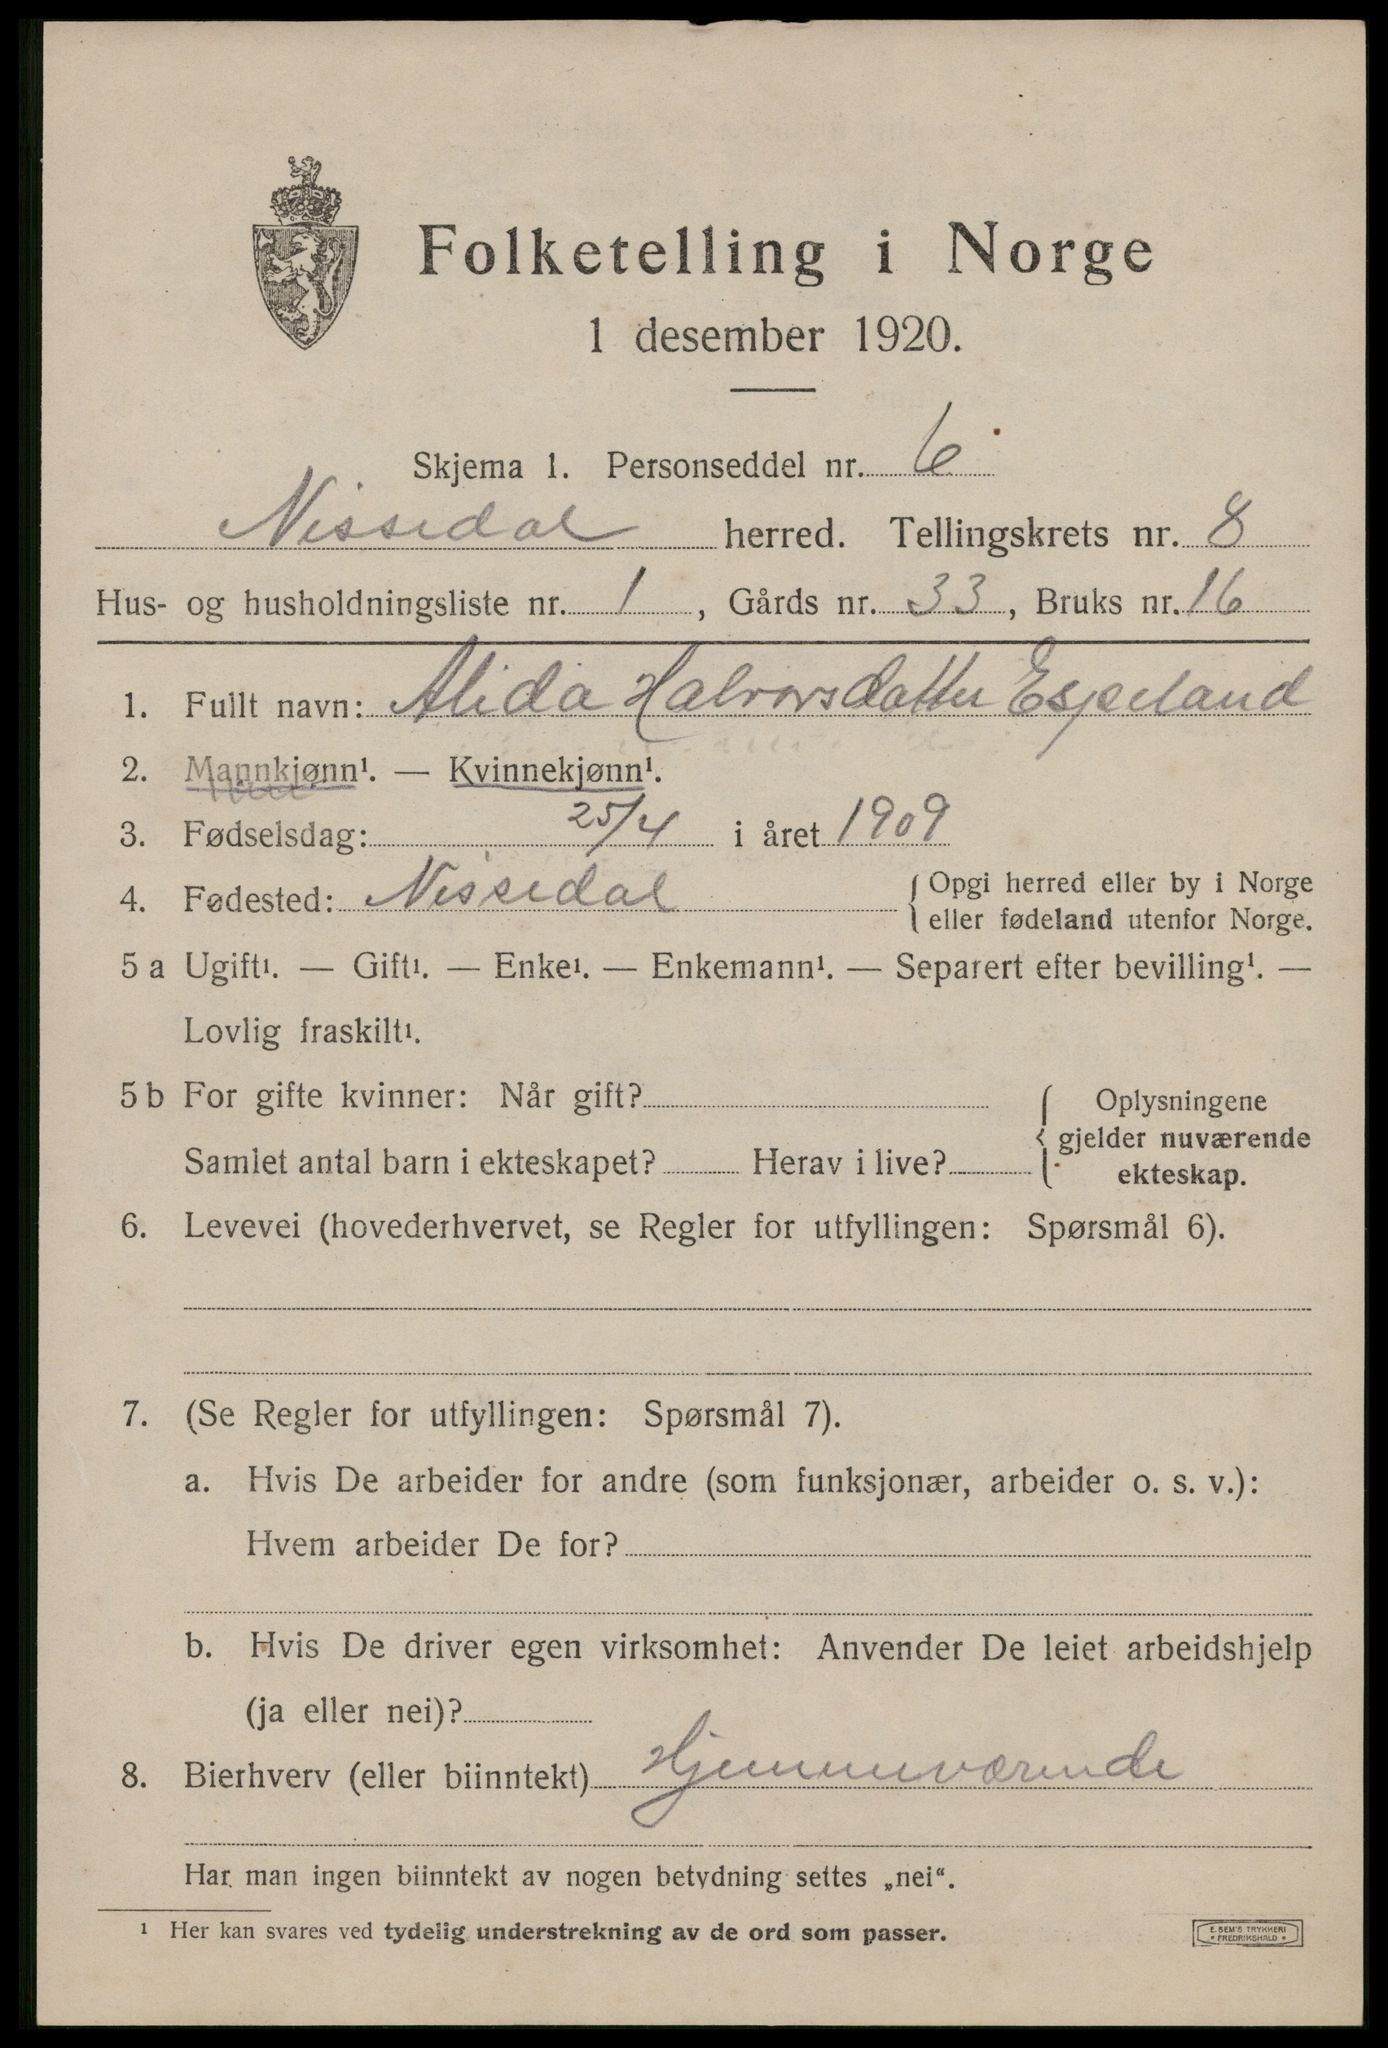 Folketelling i Norge
1 desember 1920.
Skjema 1. Personseddel nr. 6
Nissedal herred. Tellingskrets nr. 8
Hus- og husholdningsliste nr. 1, Gårds nr. 33, Bruks nr. 16
1. Fullt navn: Alida Halvorsdatter Espeland
2. Mannkjønn¹. — Kvinnekjønn¹.
3. Fødselsdag: 25/4 i året 1909
4. Fødested: Nissedal { Opgi herred eller by i Norge
eller fødeland utenfor Norge.
5 a Ugift¹. — Gift¹. — Enke¹. — Enkemann¹. — Separert efter bevilling¹. —
Lovlig fraskilt¹.
5 b For gifte kvinner: Når gift? { Oplysningene
gjelder nuværende
Samlet antal barn i ekteskapet? Herav i live?
ekteskap.
6. Levevei (hovederhvervet, se Regler for utfyllingen: Spørsmål 6).
7. (Se Regler for utfyllingen: Spørsmål 7).
a. Hvis De arbeider for andre (som funksjonær, arbeider o. s. v.):
Hvem arbeider De for?
b. Hvis De driver egen virksomhet: Anvender De leiet arbeidshjelp
(ja eller nei)?
8. Bierhverv (eller biinntekt) Hjemmeværende
Har man ingen biinntekt av nogen betydning settes „nei“.
¹ Her kan svares ved tydelig understrekning av de ord som passer.
E. SEM'S TRYKKERI
* FREDRIKSHALD *